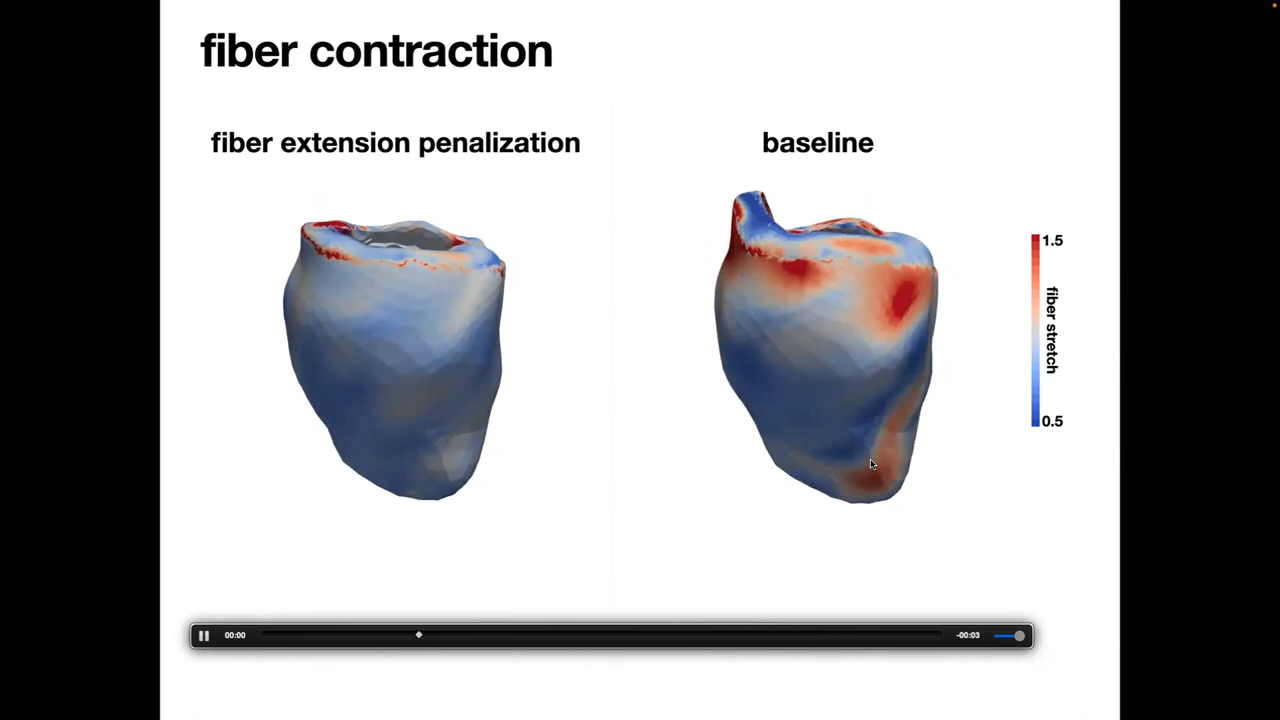 fiber contraction
fiber extension penalization
baseline
1.5
fiber stretch
0.5
00:00
-00:03